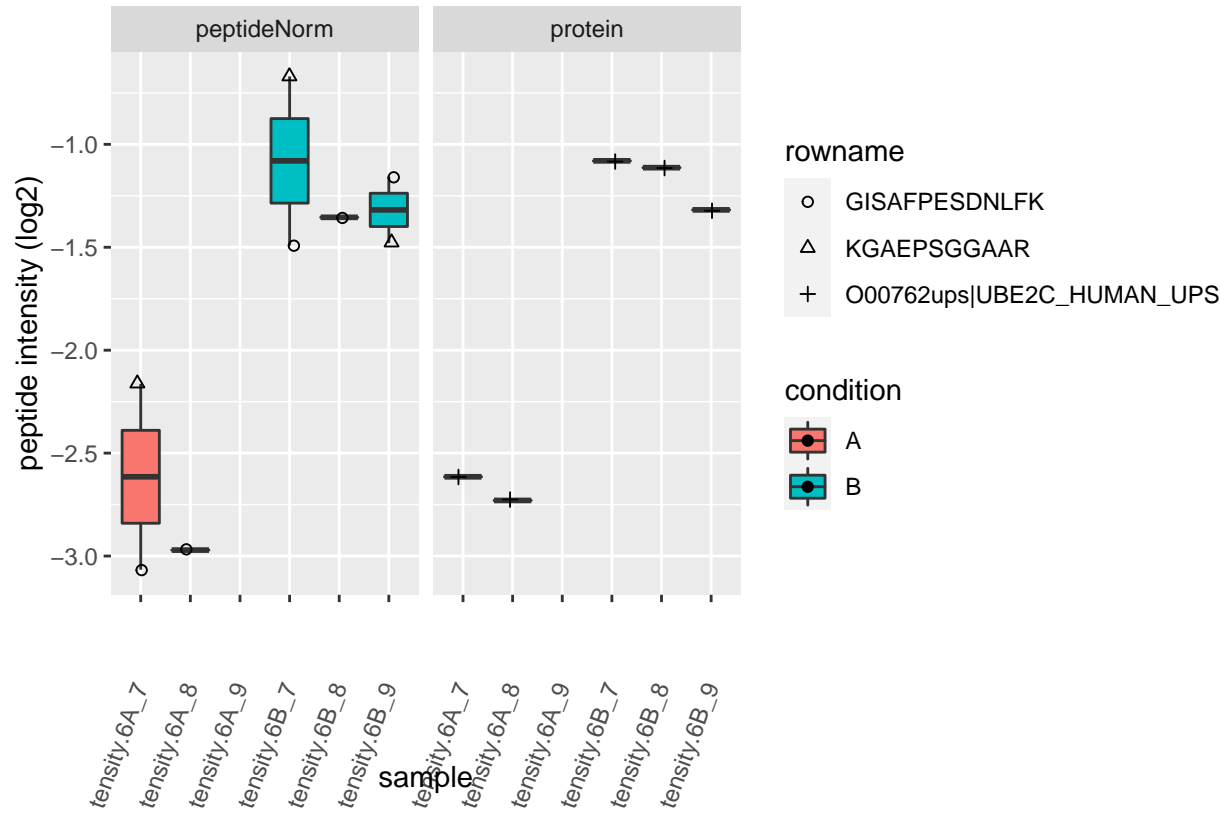 peptideNorm
protein
peptide intensity (log2)
−1.0
−1.5
−2.0
−2.5
−3.0
tensity.6A_7
tensity.6A_8
tensity.6A_9
tensity.6B_7
tensity.6B_8
tensity.6B_9
tensity.6A_7
tensity.6A_8
tensity.6A_9
tensity.6B_7
tensity.6B_8
tensity.6B_9
sample
rowname
GISAFPESDNLFK
KGAEPSGGAAR
O00762ups|UBE2C_HUMAN_UPS
condition
A
B